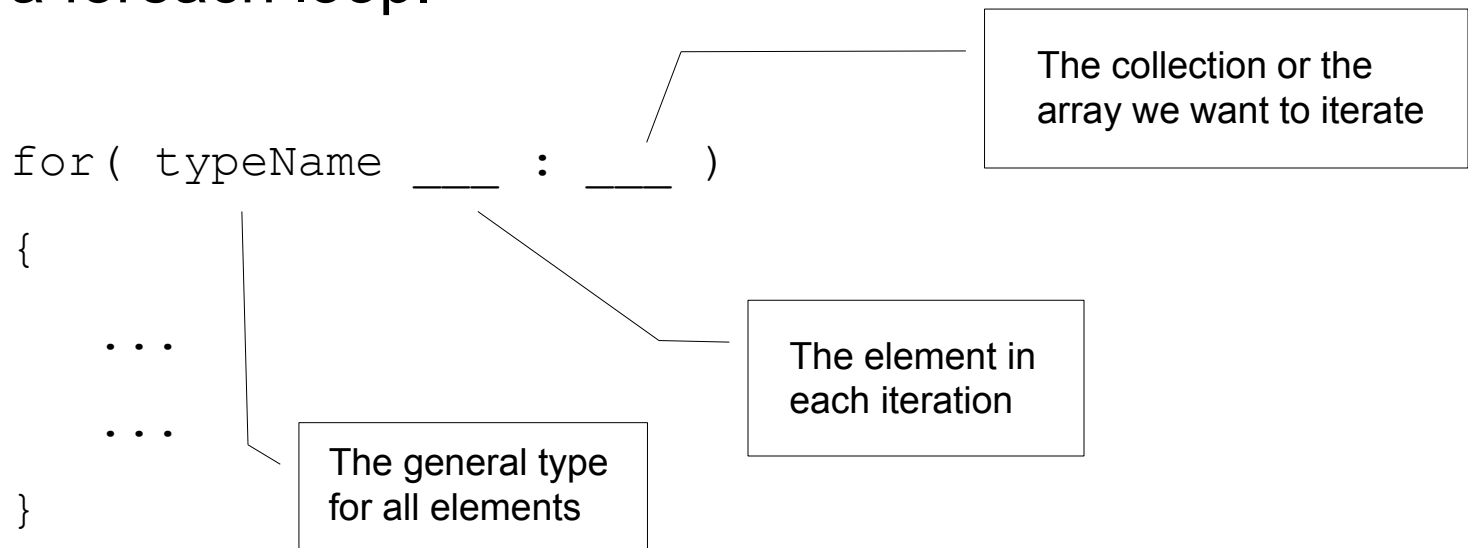 a foreach loop.
The collection or the
array we want to iterate
for( typeName ___ : ___ )
{
...
The element in
each iteration
...
The general type
for all elements
}